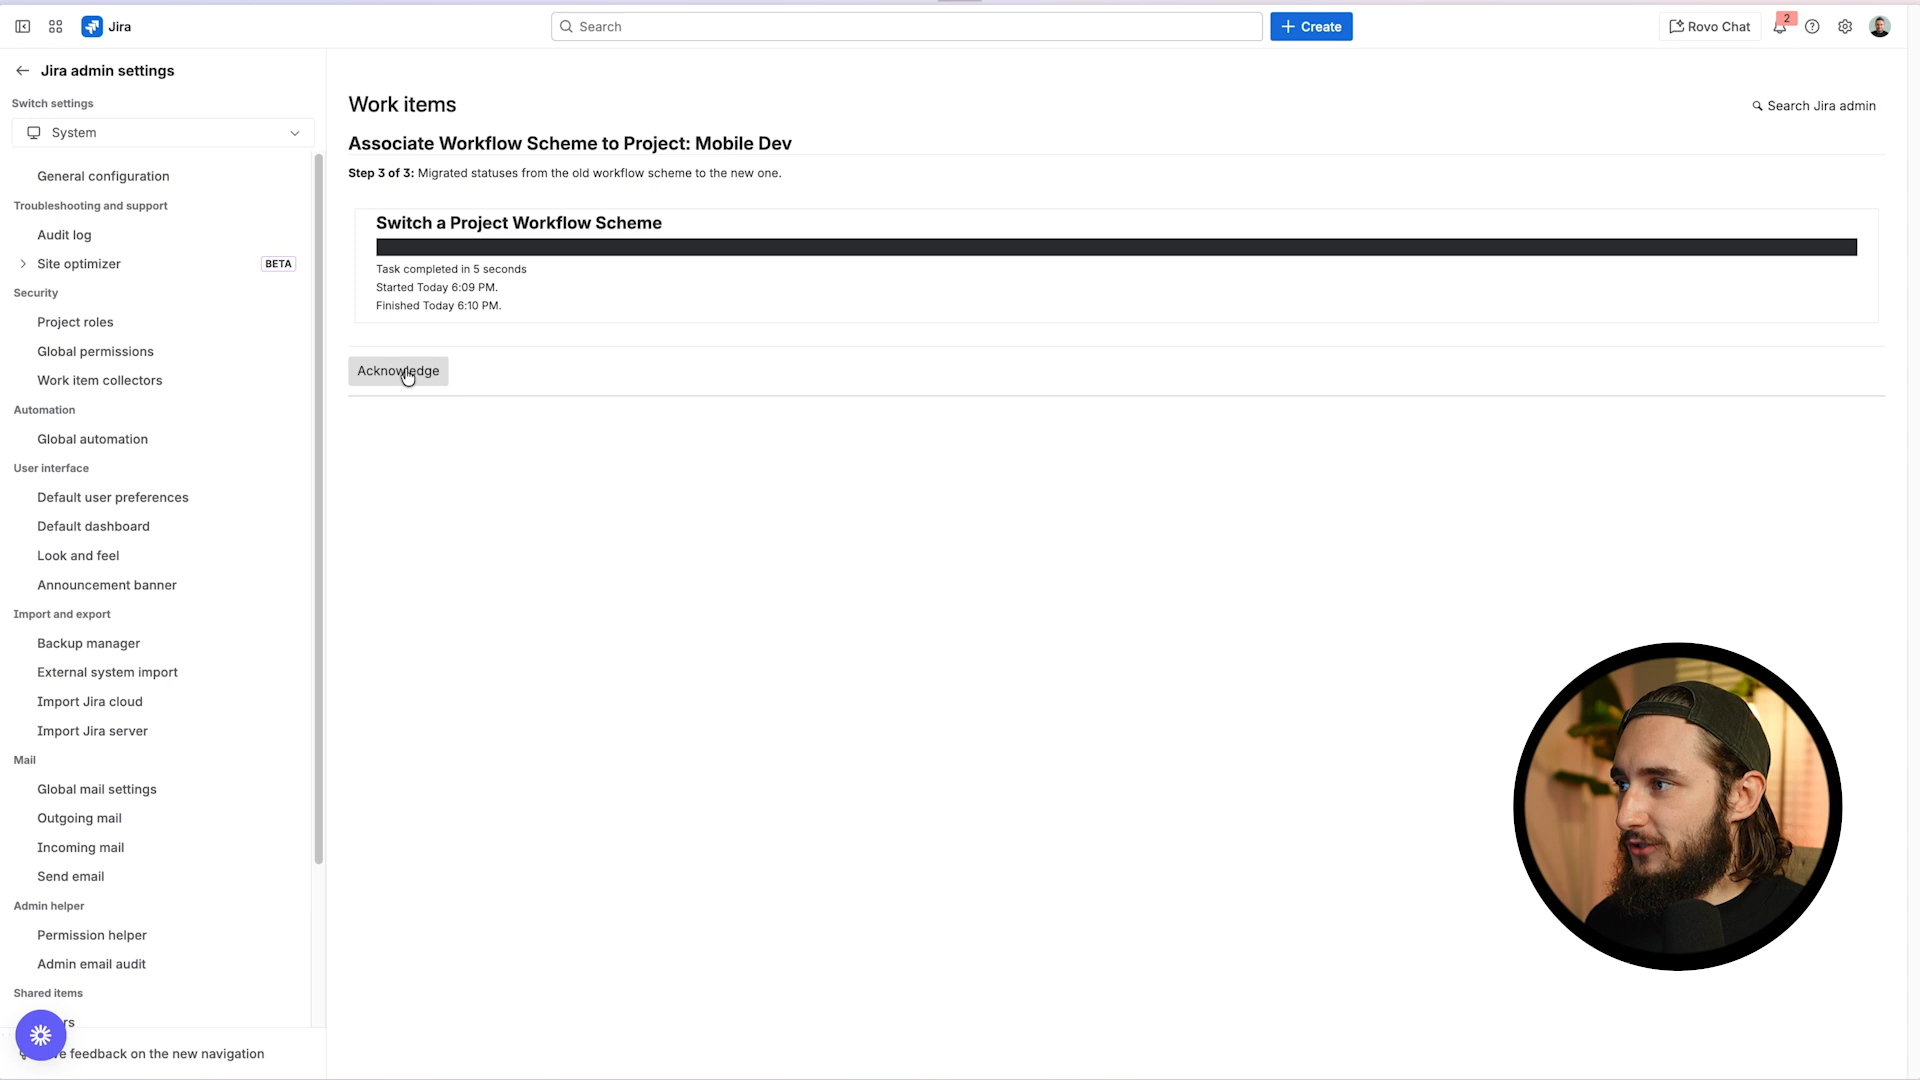 Jira
Search
Create
Rovo Chat
2
Jira admin settings
Switch settings
System
General configuration
Troubleshooting and support
Audit log
Site optimizer
BETA
Security
Project roles
Global permissions
Work item collectors
Automation
Global automation
User interface
Default user preferences
Default dashboard
Look and feel
Announcement banner
Import and export
Backup manager
External system import
Import Jira cloud
Import Jira server
Mail
Global mail settings
Outgoing mail
Incoming mail
Send email
Admin helper
Permission helper
Admin email audit
Shared items
feedback on the new navigation
Work items
Search Jira admin
Associate Workflow Scheme to Project: Mobile Dev
Step 3 of 3: Migrated statuses from the old workflow scheme to the new one.
Switch a Project Workflow Scheme
Task completed in 5 seconds
Started Today 6:09 PM.
Finished Today 6:10 PM.
Acknowledge